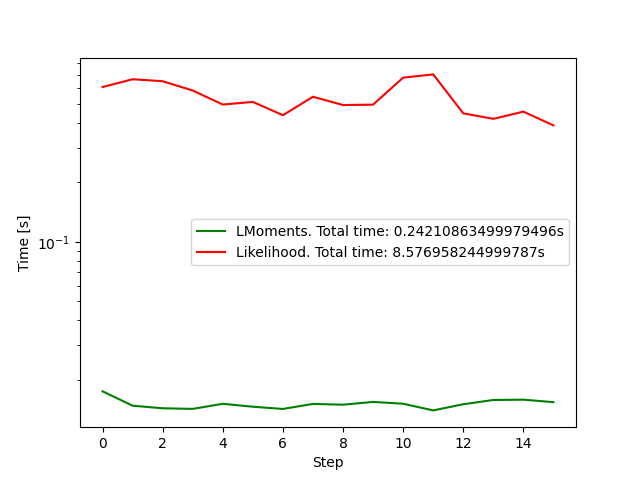 Time [s]
10⁻¹
LMoments. Total time: 0.24210863499979496s
Likelihood. Total time: 8.576958244999787s
0 2 4 6 8 10 12 14
Step